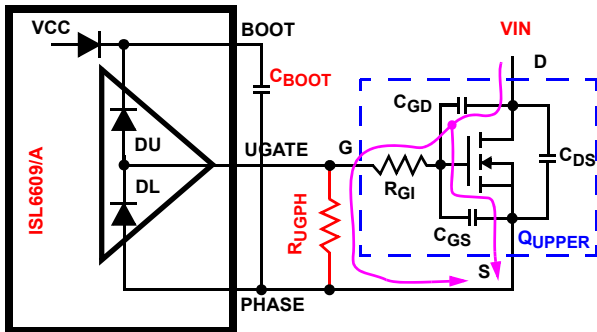 VCC
BOOT
VIN
D
CBOOT
CGD
DU
UGATE
G
CDS
DL
RGI
ISL6609/A
RUGPH
CGS
QUPPER
S
PHASE